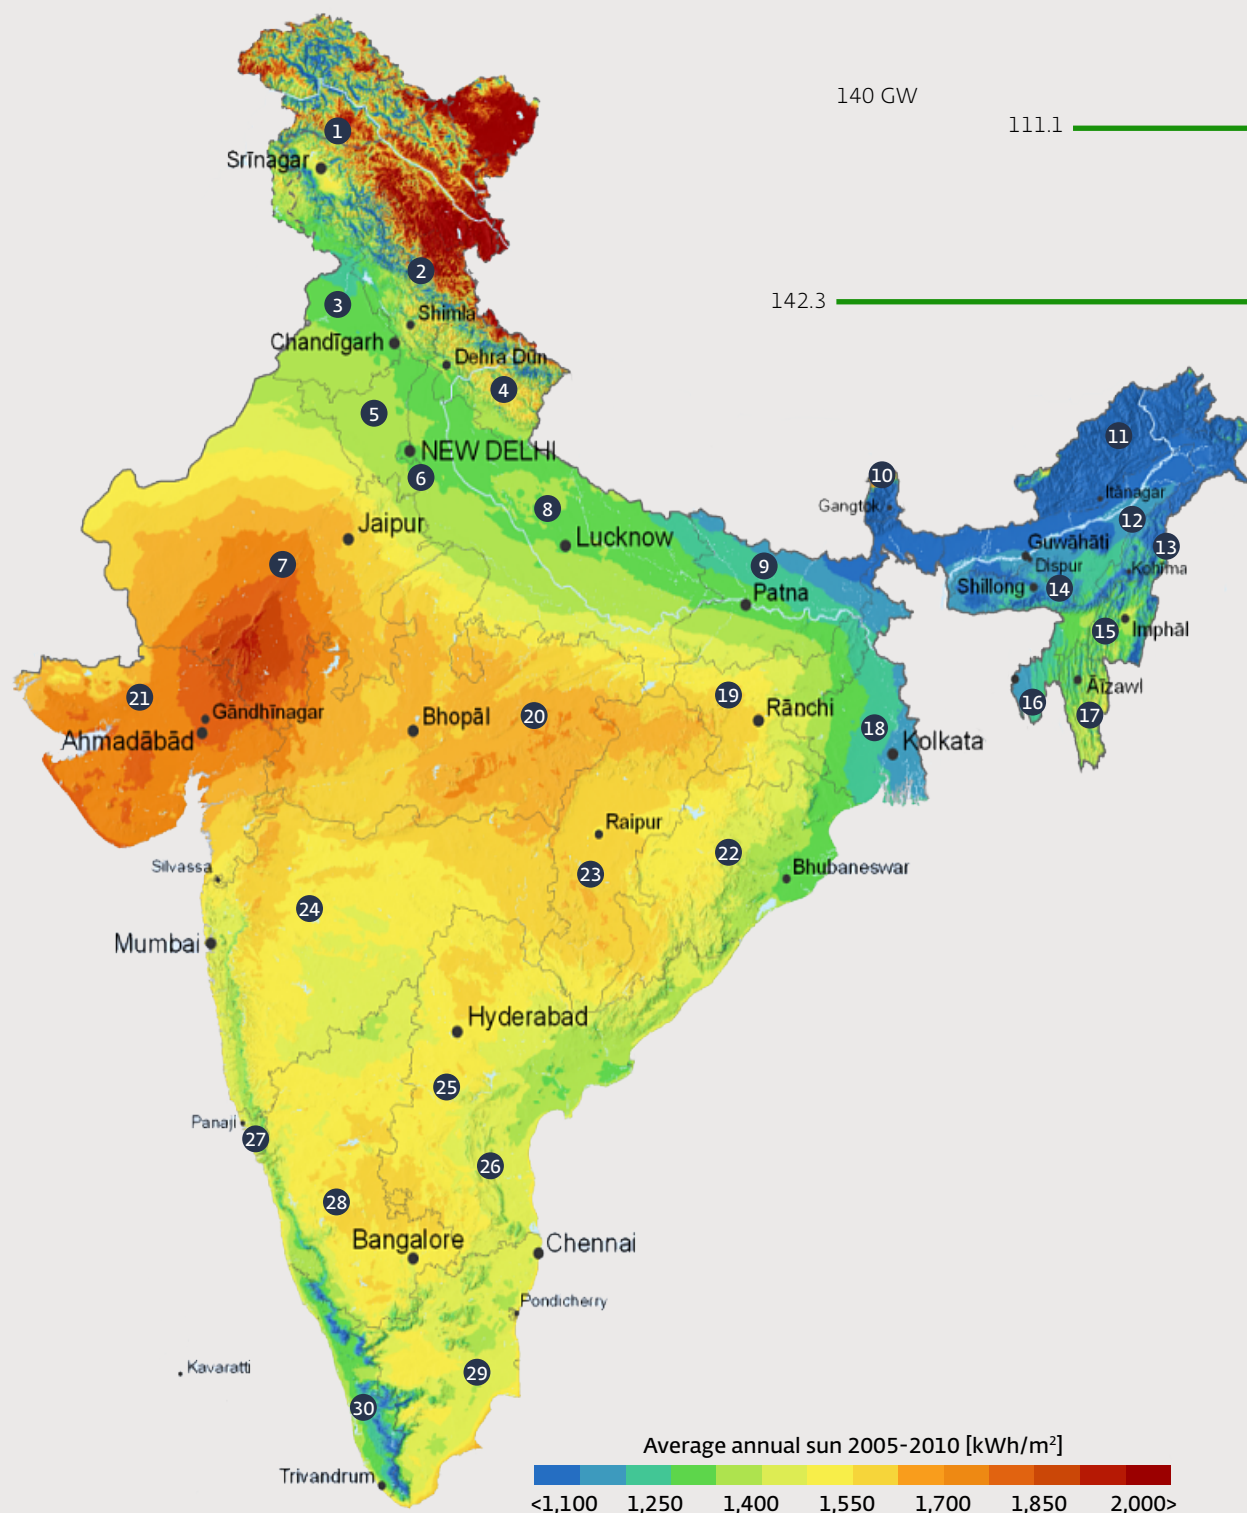 140 GW
111.1
1
Srīnagar
2
142.3
3
Shimla
Chandīgarh
Dehra Dūn
4
5
11
NEW DELHI
6
10
Itānagar
Gangtok
8
12
Jaipur
Lucknow
Guwāhāti
13
7
9
Dispur
Kohima
Patna
Shillong
14
15
Imphāl
21
19
Āīzawl
Gāndhīnagar
Bhopāl
20
Rānchi
16
17
Ahmadābād
18
Kolkata
Raipur
22
Silvassa
23
Bhubaneswar
24
Mumbai
Hyderabad
25
Panaji
27
26
28
Bangalore
Chennai
Pondicherry
Kavaratti
29
30
Average annual sun 2005-2010 [kWh/m²]
Trivandrum
<1,100 1,250 1,400 1,550 1,700 1,850 2,000>